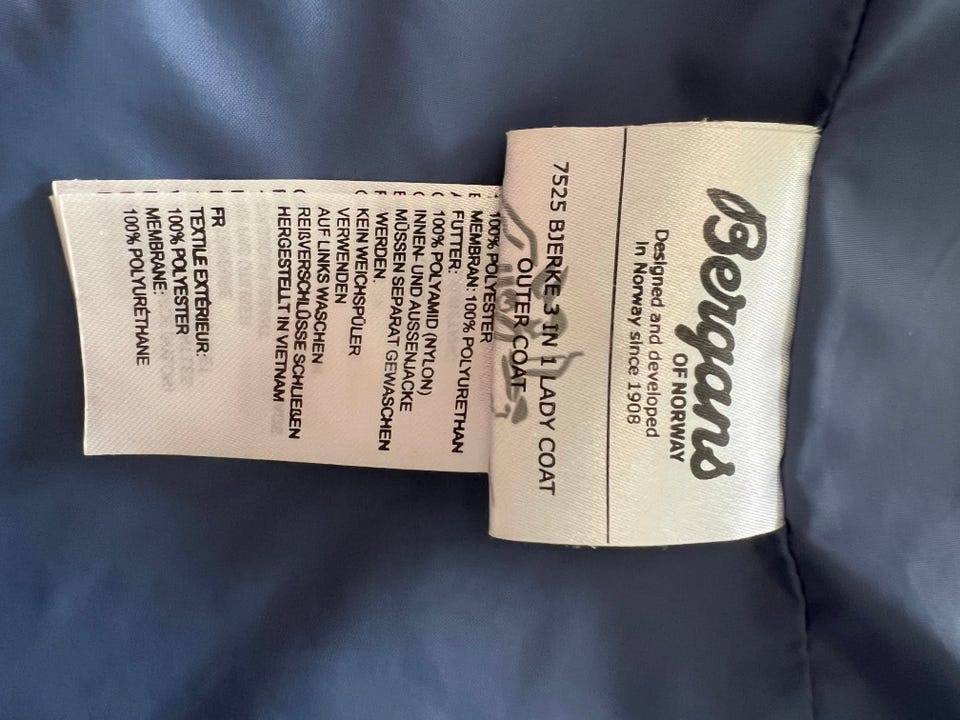 Bergans
OF NORWAY
Designed and developed
in Norway since 1908
7525 BJERKE 3 IN 1 LADY COAT
OUTER COAT
100% POLYESTER
MEMBRAN: 100% POLYURETHAN
FUTTER:
100% POLYAMID (NYLON)
INNEN- UND AUSSENJACKE
MÜSSEN SEPARAT GEWASCHEN
WERDEN.
KEIN WEICHSPÜLER
VERWENDEN
AUF LINKS WASCHEN
REIßVERSCHLÜSSE SCHLIEßEN
HERGESTELLT IN VIETNAM
FR
TEXTILE EXTÉRIEUR:
100% POLYESTER
MEMBRANE:
100% POLYURÉTHANE